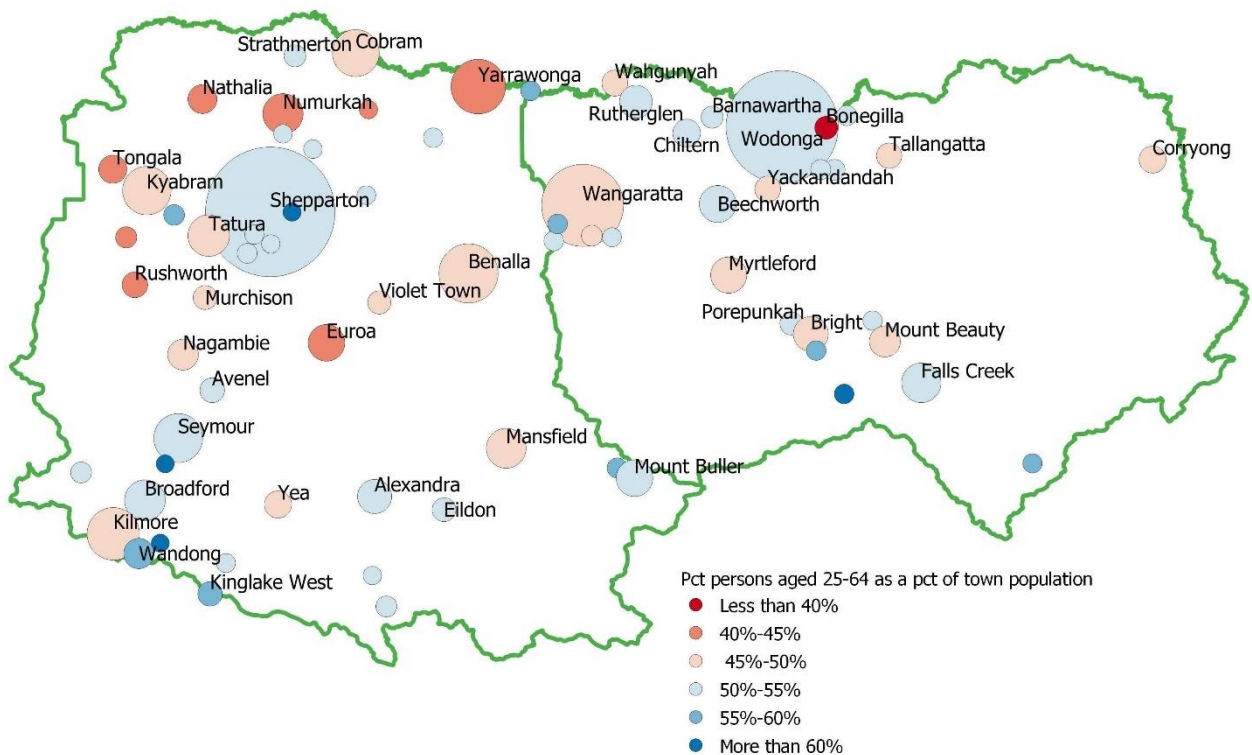 Strathmerton
Cobram
Nathalia
Numurkah
Yarrawonga
Wahgunyah
Rutherglen
Barnawartha
Bonegilla
Chiltern
Wodonga
Tallangatta
Corryong
Tongala
Kyabram
Shepparton
Wangaratta
Yackandandah
Beechworth
Tatura
Rushworth
Murchison
Violet Town
Benalla
Myrtleford
Nagambie
Euroa
Porepunkah
Bright
Mount Beauty
Avenel
Falls Creek
Seymour
Mansfield
Mount Buller
Broadford
Yea
Alexandra
Eildon
Kilmore
Wandong
Kinglake West
Pct persons aged 25-64 as a pct of town population
Less than 40%
40%-45%
45%-50%
50%-55%
55%-60%
More than 60%